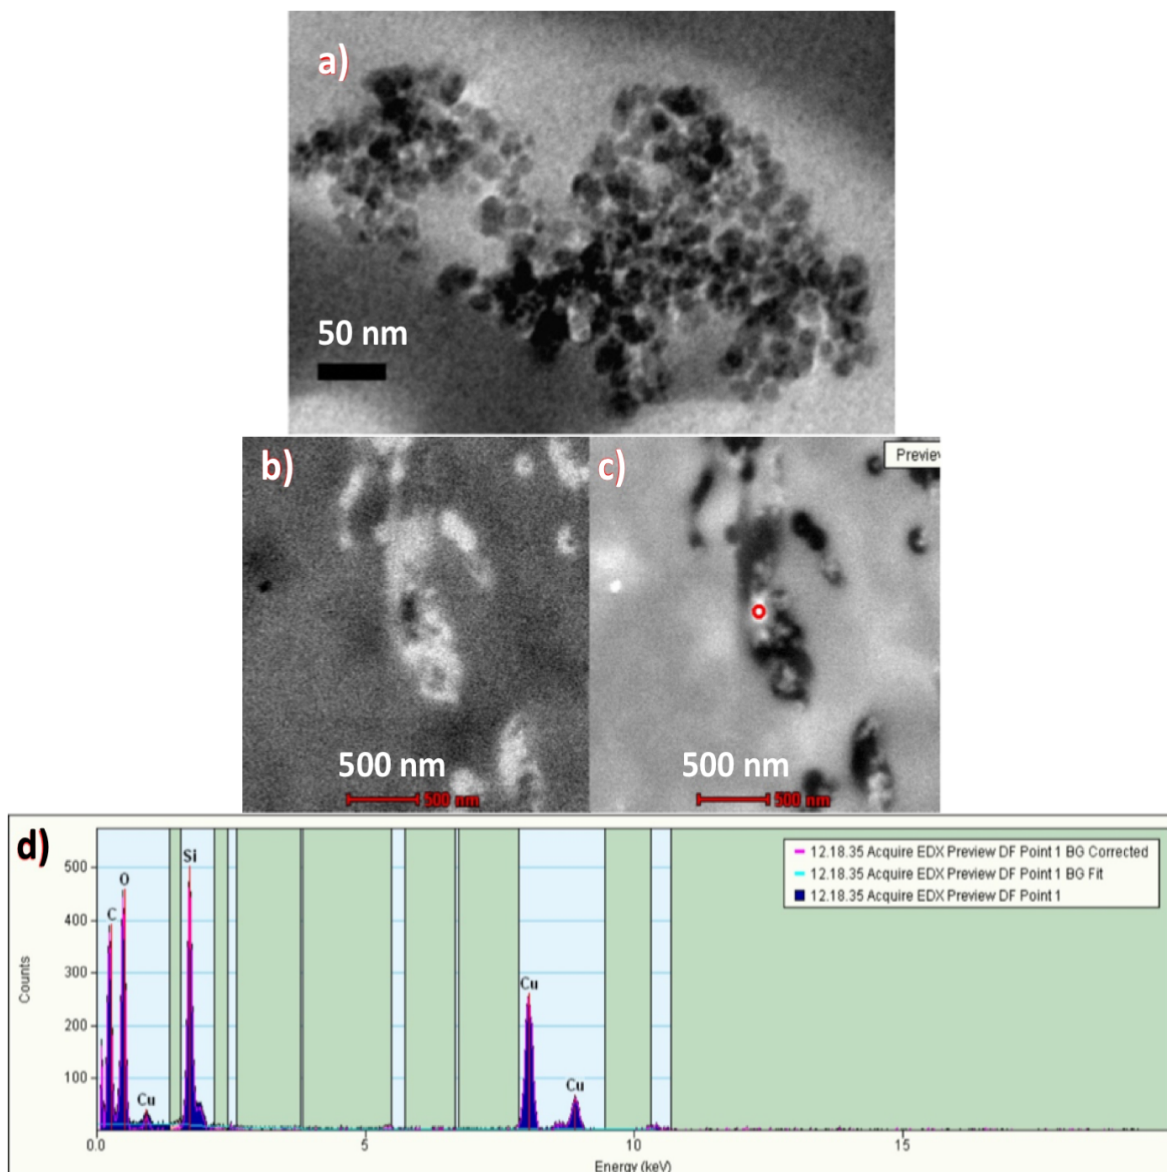 a)
50 nm
b)
c)
Preview
500 nm
500 nm
500 nm
500 nm
d)
500
400
300
200
100
Counts
C
O
Cu
Si
Cu
Cu
12.18.35 Acquire EDX Preview DF Point 1 BG Corrected
12.18.35 Acquire EDX Preview DF Point 1 BG Fit
12.18.35 Acquire EDX Preview DF Point 1
0.0
5
10
15
Energy (keV)